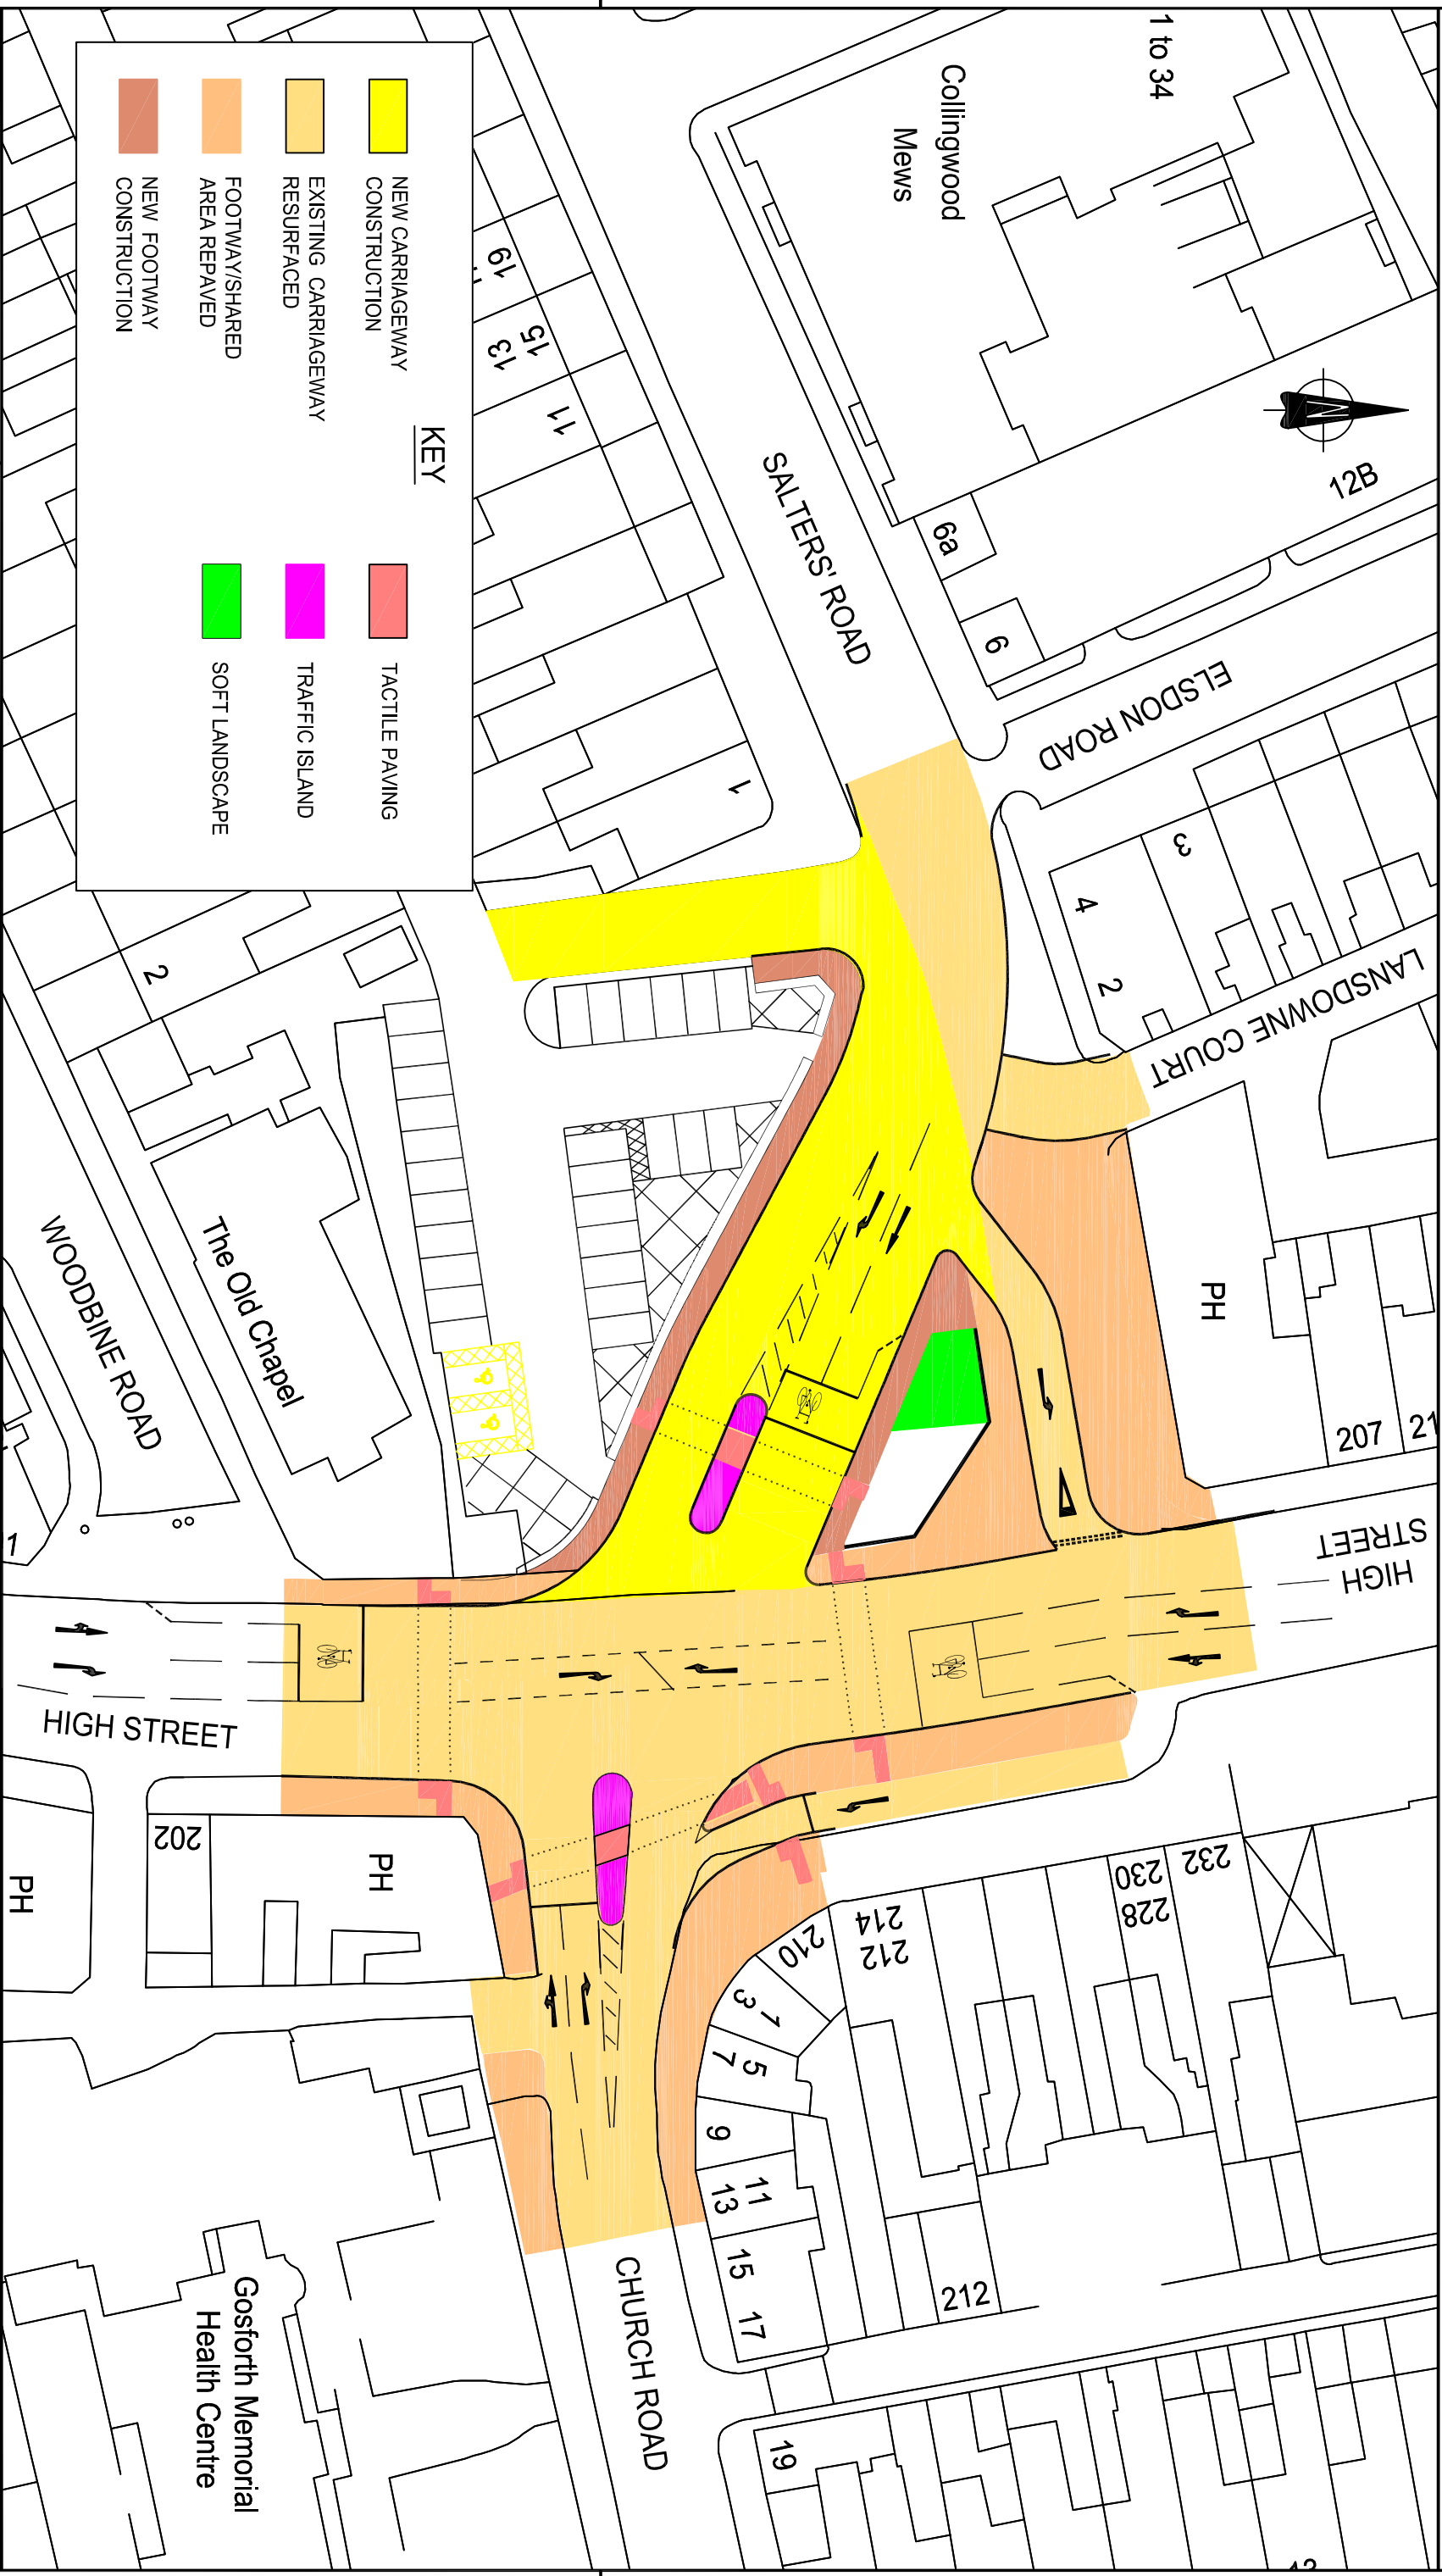 1 to 34
Collingwood
Mews
12B
6a
6
ELSDON ROAD
SALTERS' ROAD
19
15
13
11
1
3
4
2
LANSDOWNE COURT
PH
207
HIGH
STREET
KEY
NEW CARRIAGEWAY
CONSTRUCTION
EXISTING CARRIAGEWAY
RESURFACED
FOOTWAY/SHARED
AREA REPAVED
NEW FOOTWAY
CONSTRUCTION
TACTILE PAVING
TRAFFIC ISLAND
SOFT LANDSCAPE
2
The Old Chapel
WOODBINE ROAD
1
HIGH STREET
202
PH
PH
232
230
228
214
212
210
1
3
5
7
9
11
13
15
17
212
19
CHURCH ROAD
Gosforth Memorial
Health Centre